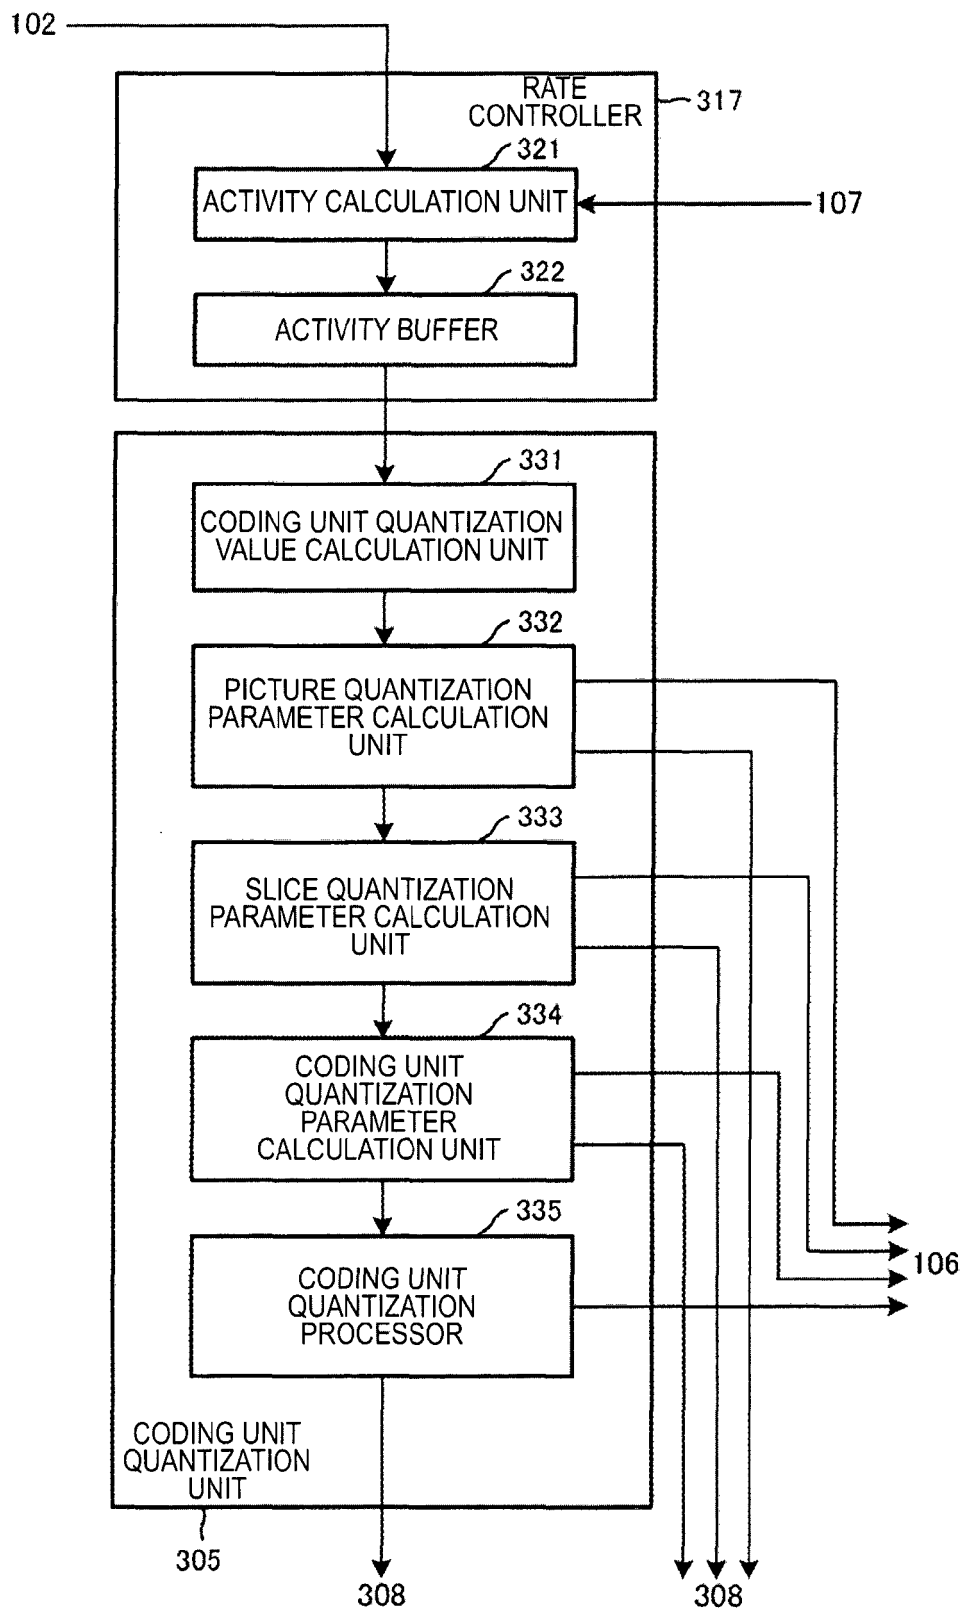 102
RATE
CONTROLLER
317
321
ACTIVITY CALCULATION UNIT
107
322
ACTIVITY BUFFER
331
CODING UNIT QUANTIZATION
VALUE CALCULATION UNIT
332
PICTURE QUANTIZATION
PARAMETER CALCULATION
UNIT
333
SLICE QUANTIZATION
PARAMETER CALCULATION
UNIT
334
CODING UNIT
QUANTIZATION
PARAMETER
CALCULATION UNIT
335
CODING UNIT
QUANTIZATION
PROCESSOR
106
CODING UNIT
QUANTIZATION
UNIT
305
308
308